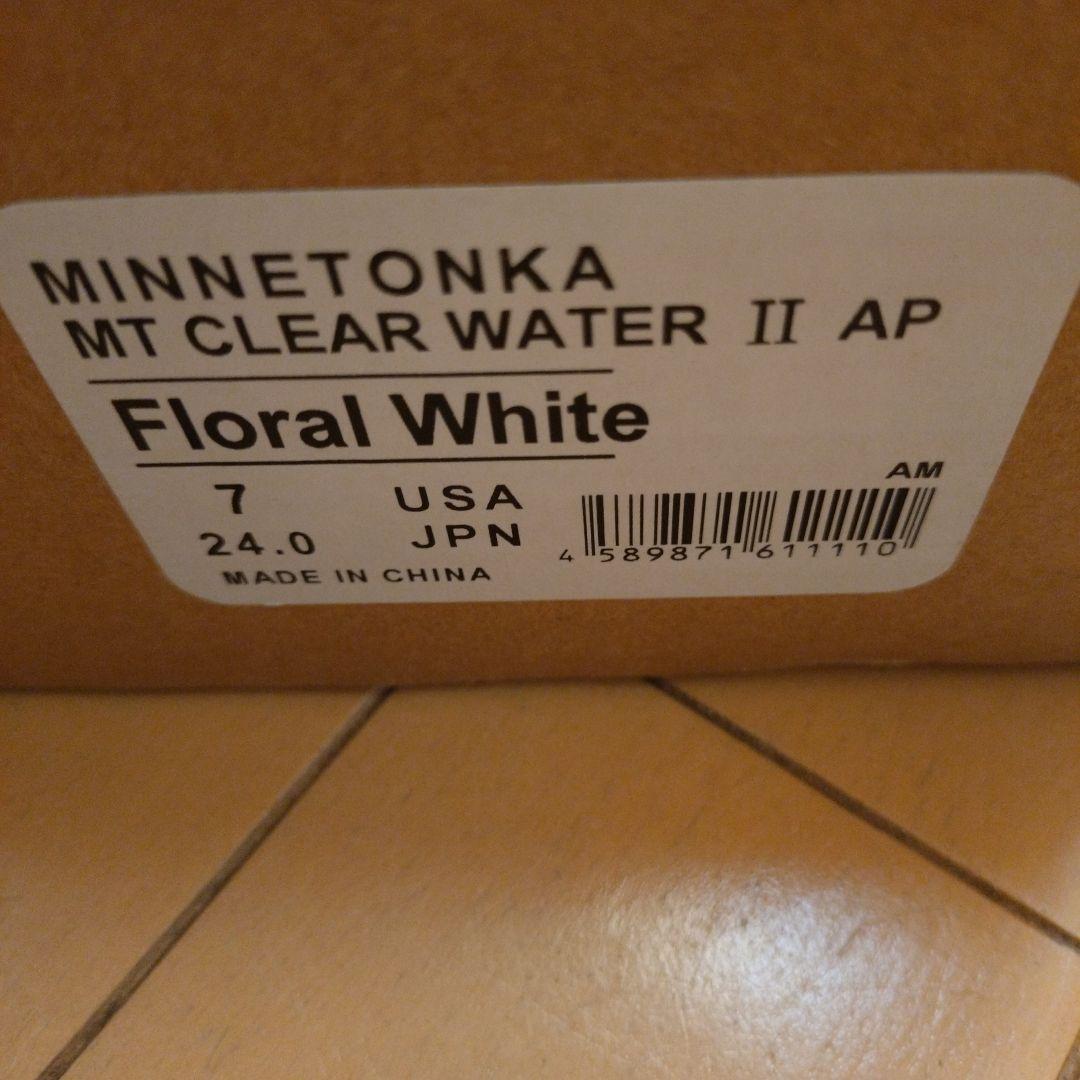 MINNETONKA
MT CLEAR WATER II AP
Floral White
7 USA
24.0 JPN
MADE IN CHINA
AM
4 589871 611110